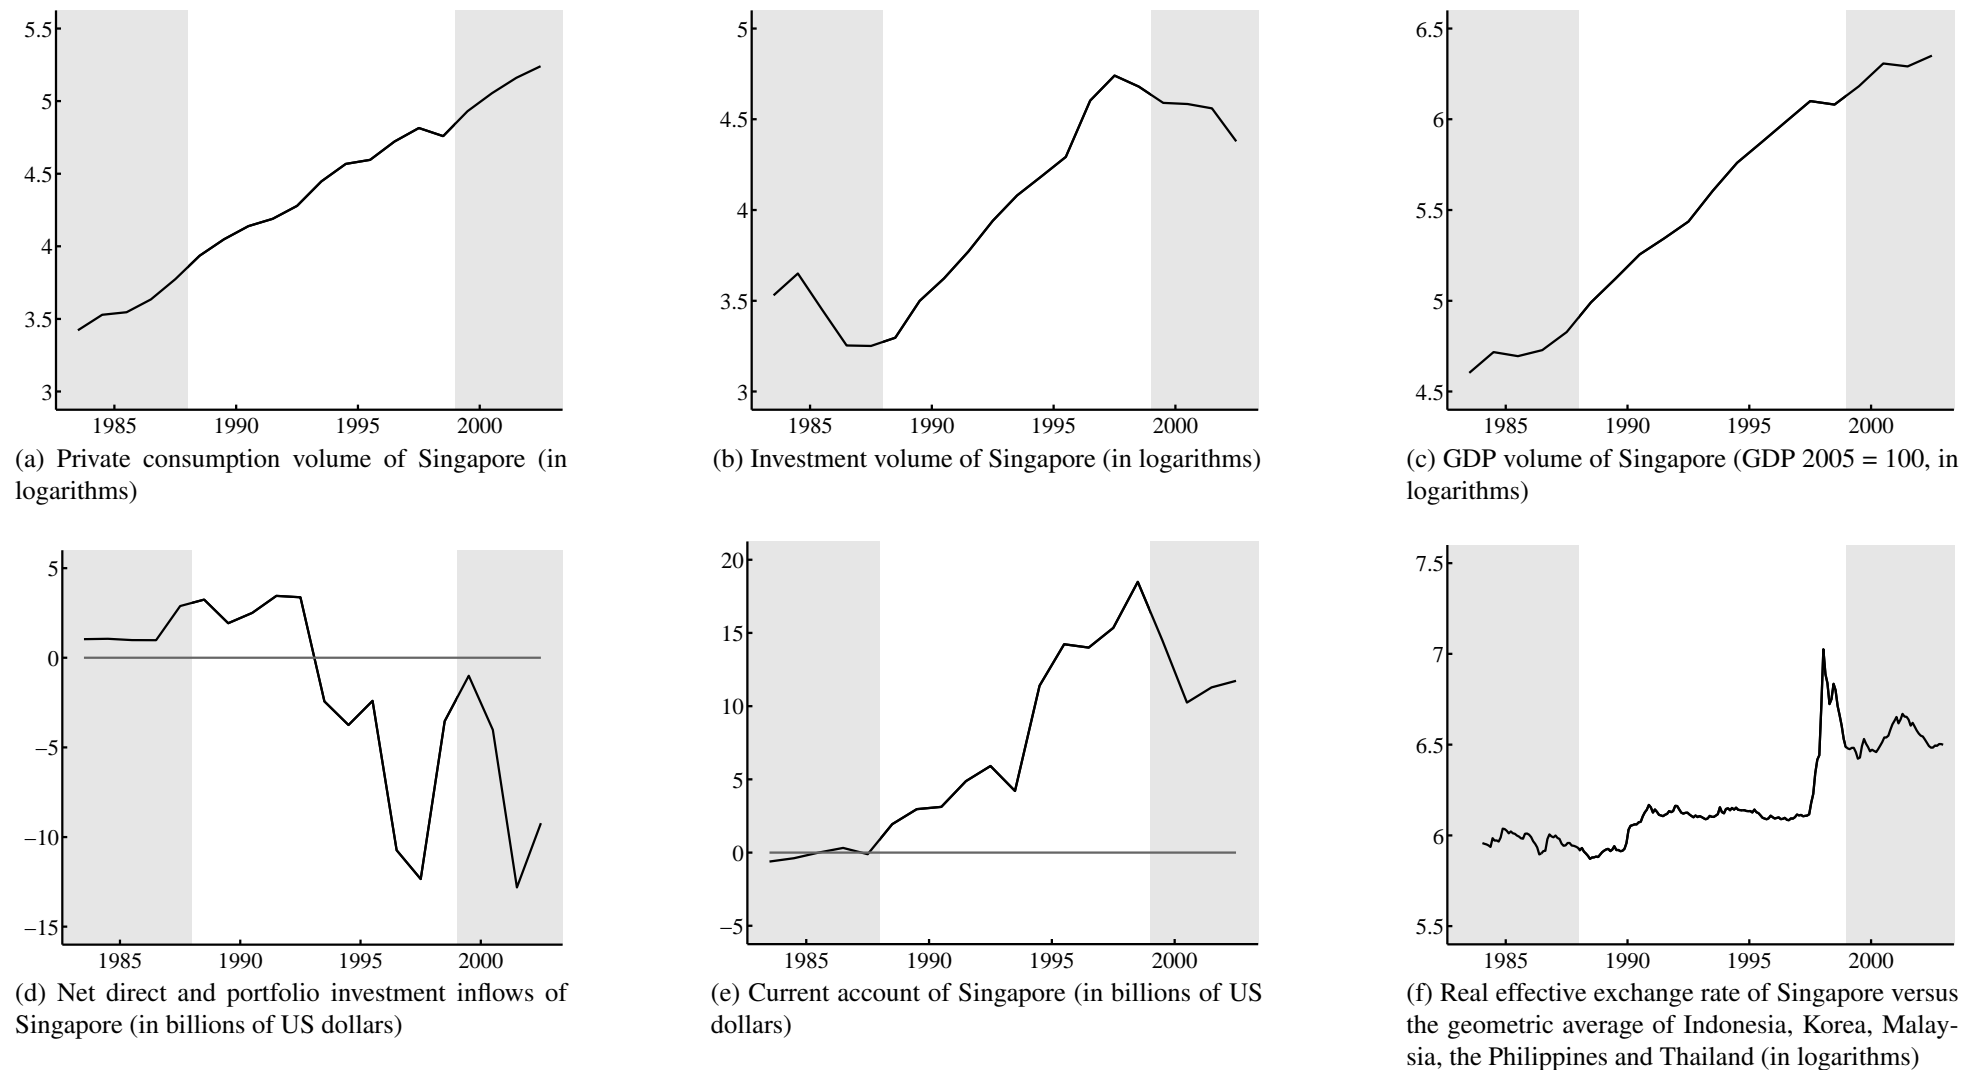 5.5
5
4.5
4
3.5
3
1985 1990 1995 2000
(a) Private consumption volume of Singapore (in
logarithms)
5
4.5
4
3.5
3
1985 1990 1995 2000
(b) Investment volume of Singapore (in logarithms)
6.5
6
5.5
5
4.5
1985 1990 1995 2000
(c) GDP volume of Singapore (GDP 2005 = 100, in
logarithms)
5
0
−5
−10
−15
1985 1990 1995 2000
(d) Net direct and portfolio investment inflows of
Singapore (in billions of US dollars)
20
15
10
5
0
−5
1985 1990 1995 2000
(e) Current account of Singapore (in billions of US
dollars)
7.5
7
6.5
6
5.5
1985 1990 1995 2000
(f) Real effective exchange rate of Singapore versus
the geometric average of Indonesia, Korea, Malay-
sia, the Philippines and Thailand (in logarithms)